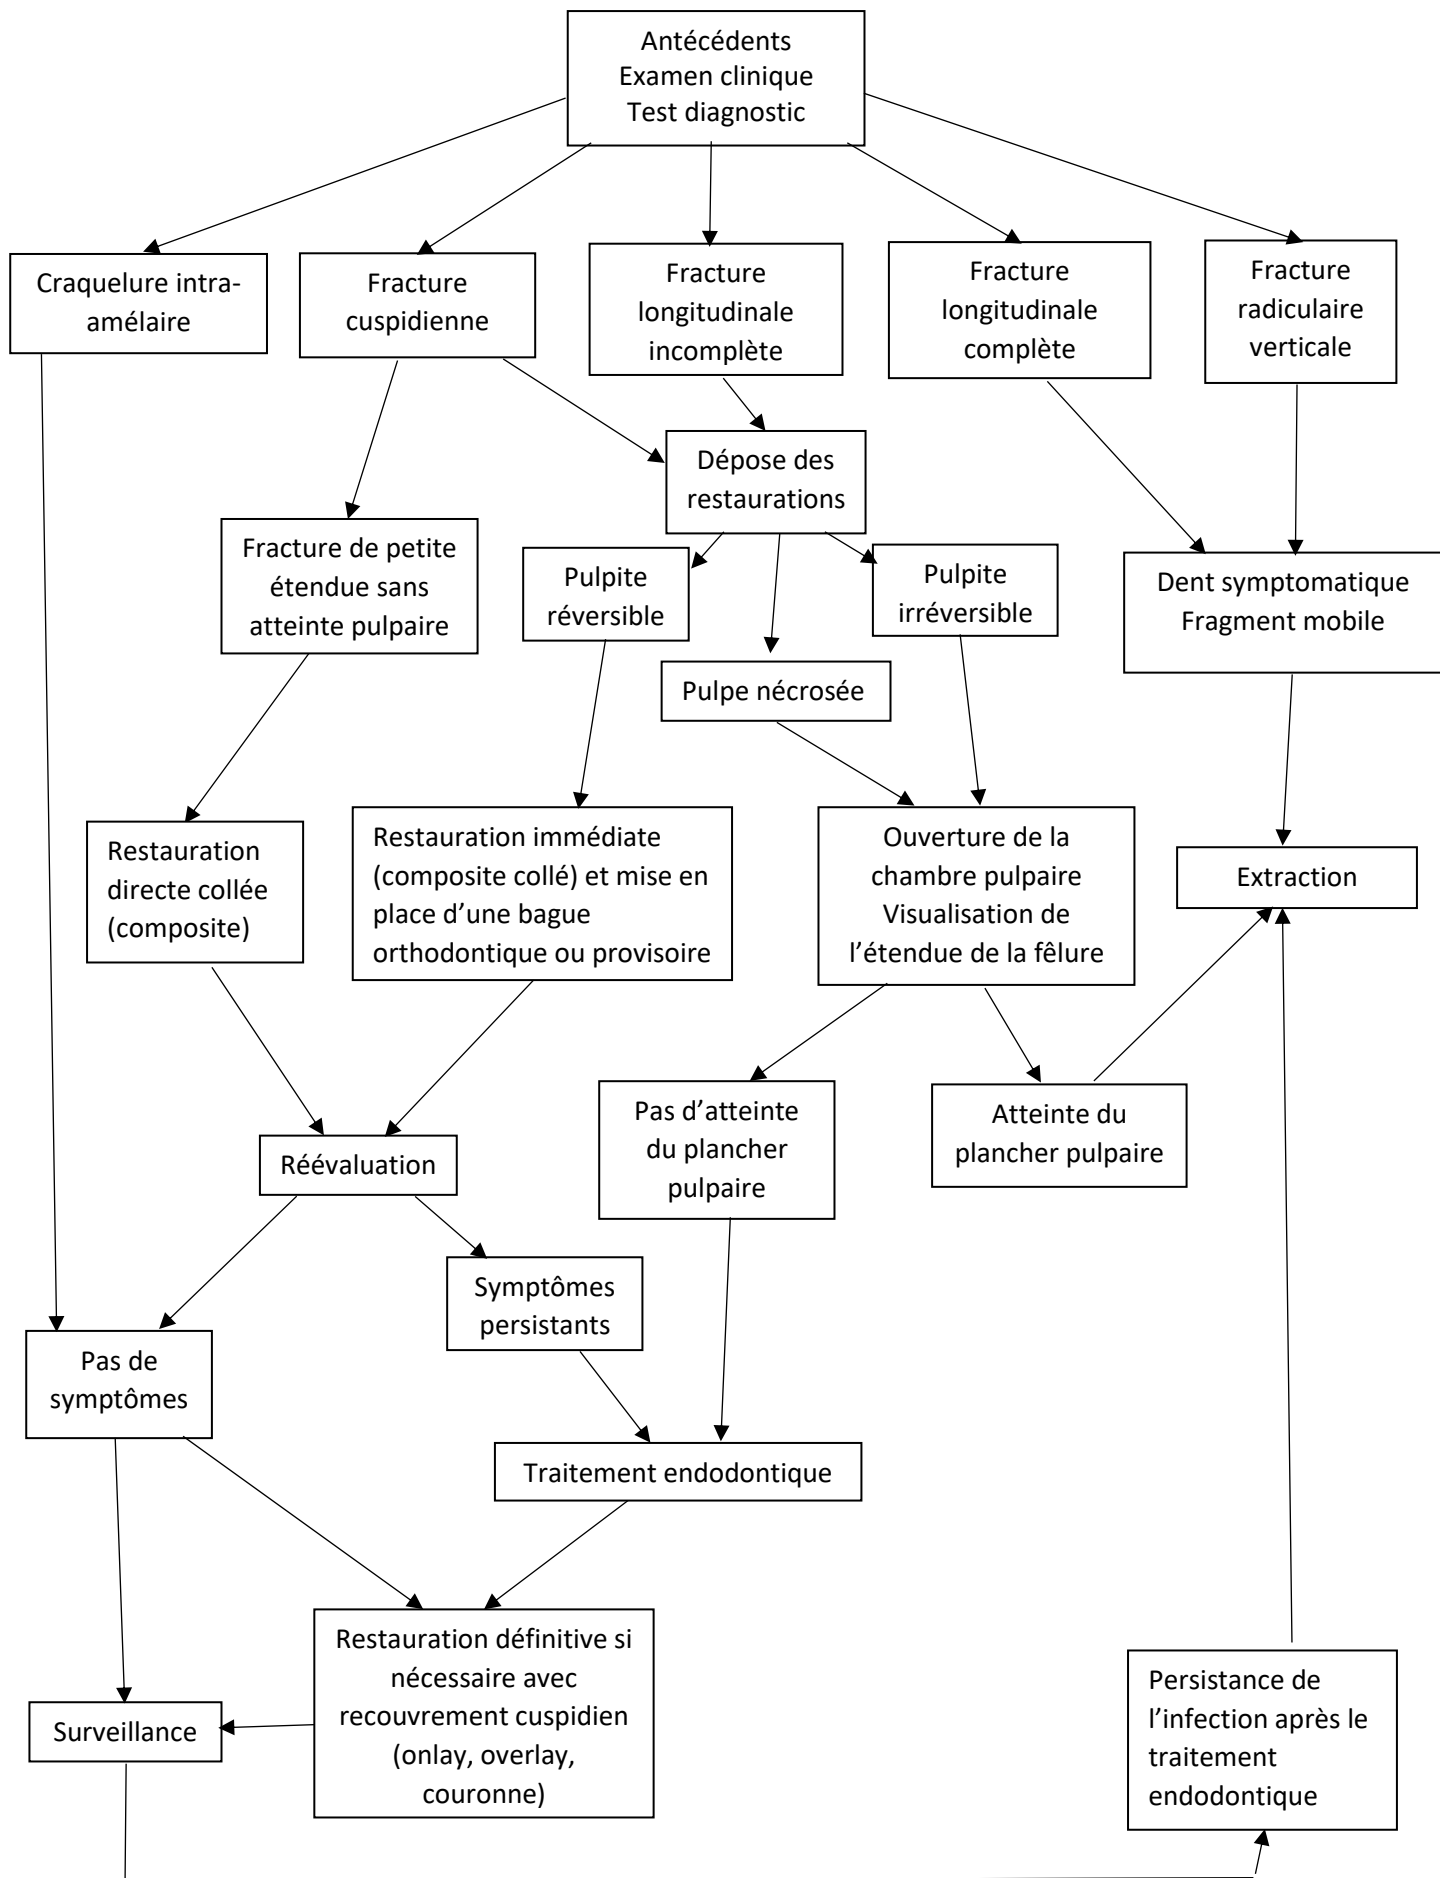 Antécédents
Examen clinique
Test diagnostic
Craquelure intra-
amélaire
Fracture
cuspidienne
Fracture
longitudinale
incomplète
Fracture
longitudinale
complète
Fracture
radiculaire
verticale
Dépose des
restaurations
Fracture de petite
étendue sans
atteinte pulpaire
Pulpite
réversible
Pulpe nécrosée
Pulpite
irréversible
Dent symptomatique
Fragment mobile
Restauration
directe collée
(composite)
Restauration immédiate
(composite collé) et mise en
place d’une bague
orthodontique ou provisoire
Ouverture de la
chambre pulpaire
Visualisation de
l’étendue de la fêlure
Extraction
Réévaluation
Pas d’atteinte
du plancher
pulpaire
Atteinte du
plancher pulpaire
Symptômes
persistants
Pas de
symptômes
Traitement endodontique
Restauration définitive si
nécessaire avec
recouvrement cuspidien
(onlay, overlay,
couronne)
Surveillance
Persistance de
l’infection après le
traitement
endodontique